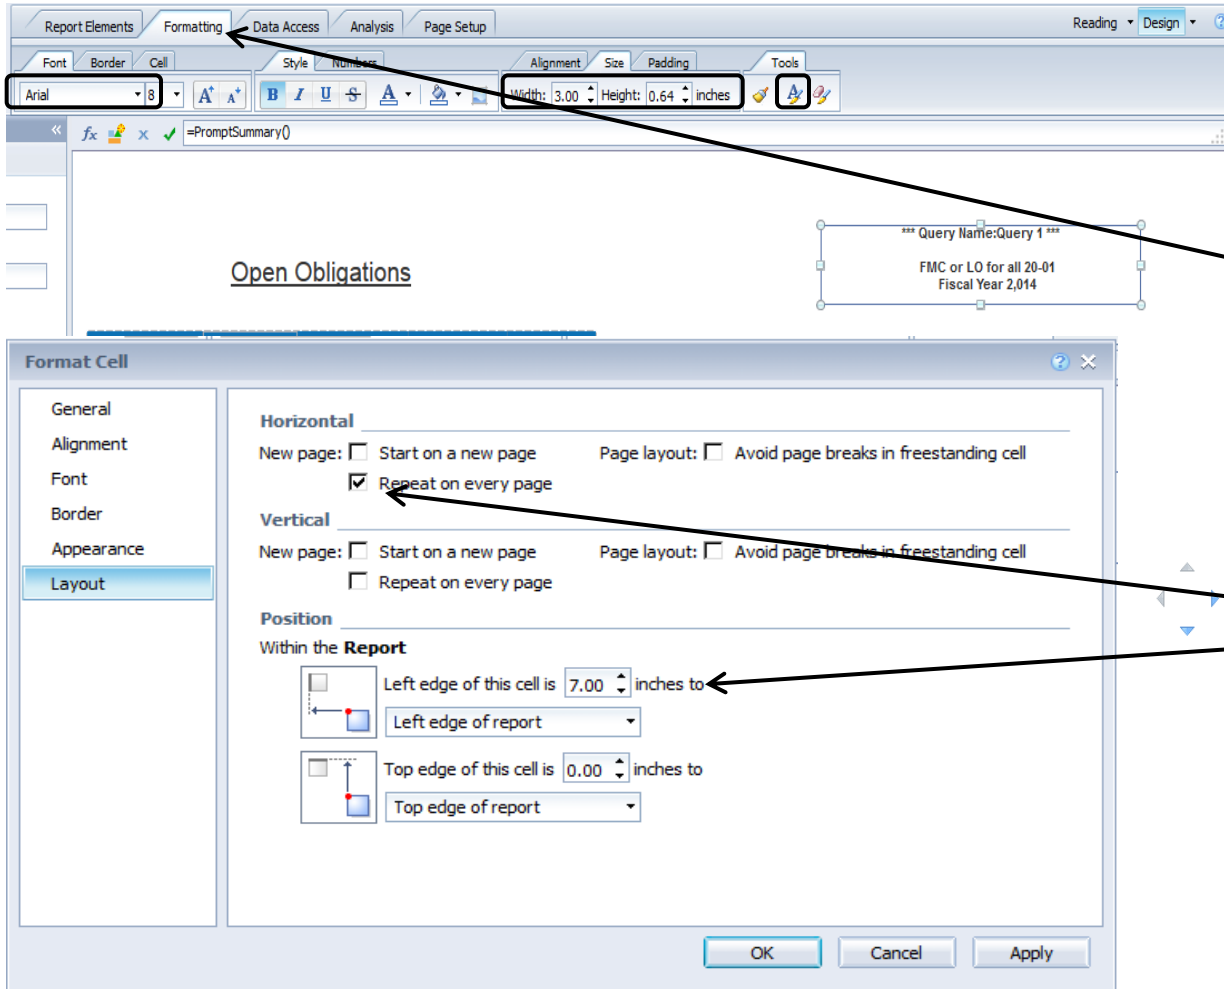 Report Elements Formatting Data Access Analysis Page Setup Reading Design ?
Font Border Cell Style Numbers Alignment Size Padding Tools
Arial 8 A A B I U S A Width: 3.00 Height: 0.64 inches A
« fx x =PromptSummary()
*** Query Name:Query 1 ***
Open Obligations
FMC or LO for all 20-01
Fiscal Year 2,014
Format Cell ?
General
Alignment
Font
Border
Appearance
Layout
Horizontal
New page: Start on a new page Page layout: Avoid page breaks in freestanding cell
Repeat on every page
Vertical
New page: Start on a new page Page layout: Avoid page breaks in freestanding cell
Repeat on every page
Position
Within the Report
Left edge of this cell is 7.00 inches to
Left edge of report
Top edge of this cell is 0.00 inches to
Top edge of report
OK Cancel Apply